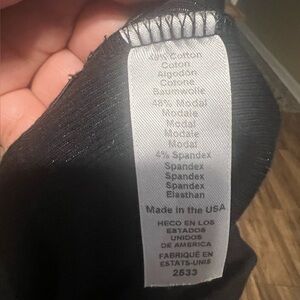 48% Cotton
Coton
Algodón
Cotone
Baumwolle
48% Modal
Modale
Modal
Modale
Modal
4% Spandex
Spandex
Spandex
Spandex
Elasthan
Made in the USA
HECO EN LOS
ESTADOS
UNIDOS
DE AMERICA
FABRIQUÉ EN
ESTATS-UNIS
2533